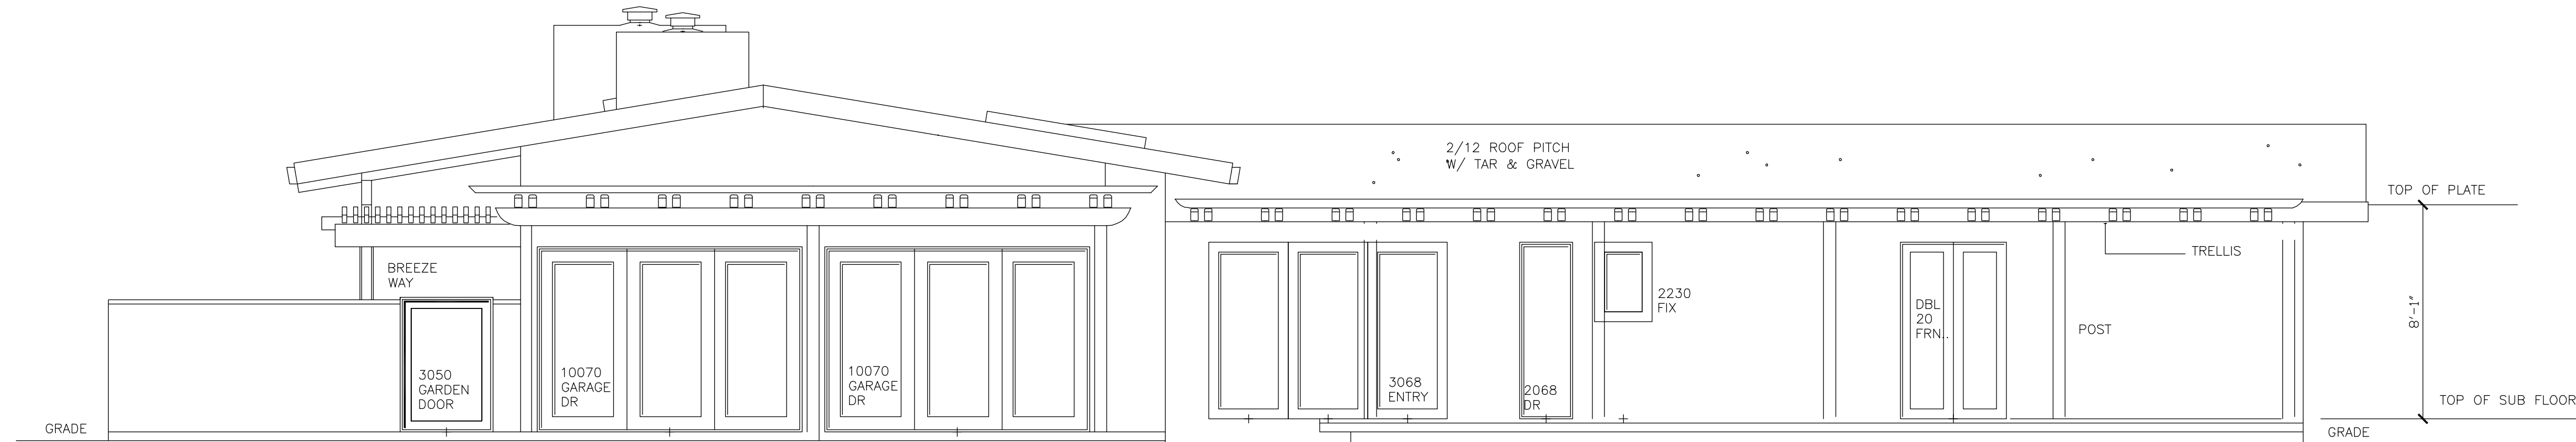 2/12 ROOF PITCH
W/ TAR & GRAVEL
TOP OF PLATE
TRELLIS
BREEZE
WAY
2230
FIX
DBL
20
FRN..
POST
8'-1"
3050
GARDEN
DOOR
10070
GARAGE
DR
10070
GARAGE
DR
3068
ENTRY
2068
DR
TOP OF SUB FLOOR
GRADE
GRADE